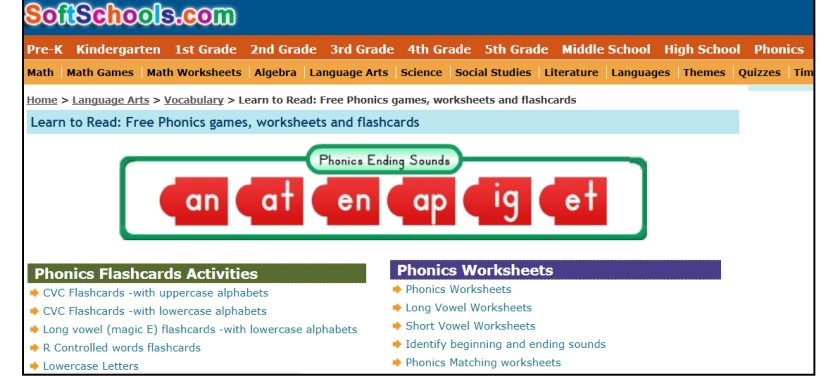 SoftSchools.com
Pre-K Kindergarten 1st Grade 2nd Grade 3rd Grade 4th Grade 5th Grade Middle School High School Phonics
Math Math Games Math Worksheets Algebra Language Arts Science Social Studies Literature Languages Themes Quizzes Tim
Home > Language Arts > Vocabulary > Learn to Read: Free Phonics games, worksheets and flashcards
Learn to Read: Free Phonics games, worksheets and flashcards
Phonics Ending Sounds
an at en ap ig et
Phonics Flashcards Activities
CVC Flashcards -with uppercase alphabets
CVC Flashcards -with lowercase alphabets
Long vowel (magic E) flashcards -with lowercase alphabets
R Controlled words flashcards
Lowercase Letters
Phonics Worksheets
Phonics Worksheets
Long Vowel Worksheets
Short Vowel Worksheets
Identify beginning and ending sounds
Phonics Matching worksheets